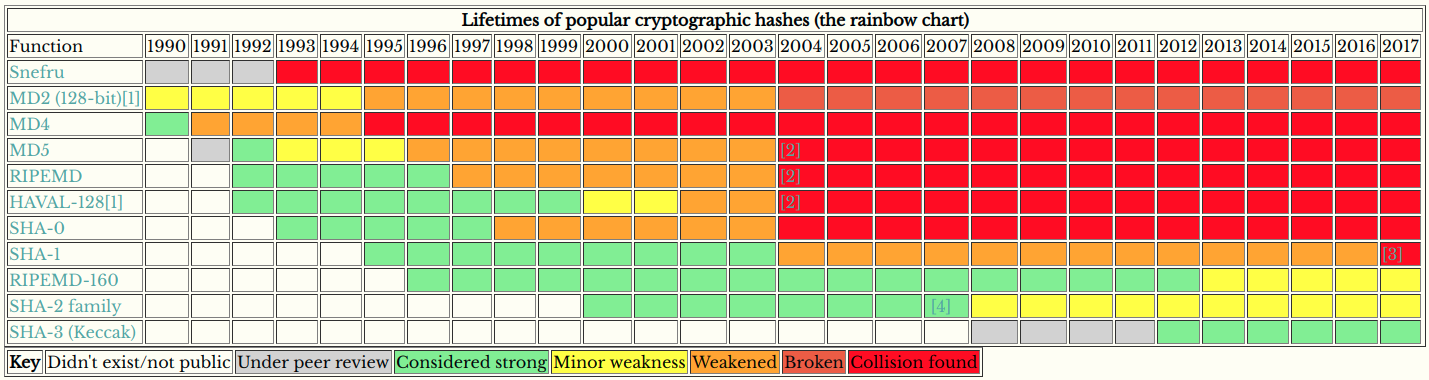 Lifetimes of popular cryptographic hashes (the rainbow chart)
Function 1990 1991 1992 1993 1994 1995 1996 1997 1998 1999 2000 2001 2002 2003 2004 2005 2006 2007 2008 2009 2010 2011 2012 2013 2014 2015 2016 2017
Snefru
MD2 (128-bit)[1]
MD4
MD5 [2]
RIPEMD [2]
HAVAL-128[1] [2]
SHA-0
SHA-1 [3]
RIPEMD-160
SHA-2 family [4]
SHA-3 (Keccak)
Key Didn't exist/not public Under peer review Considered strong Minor weakness Weakened Broken Collision found